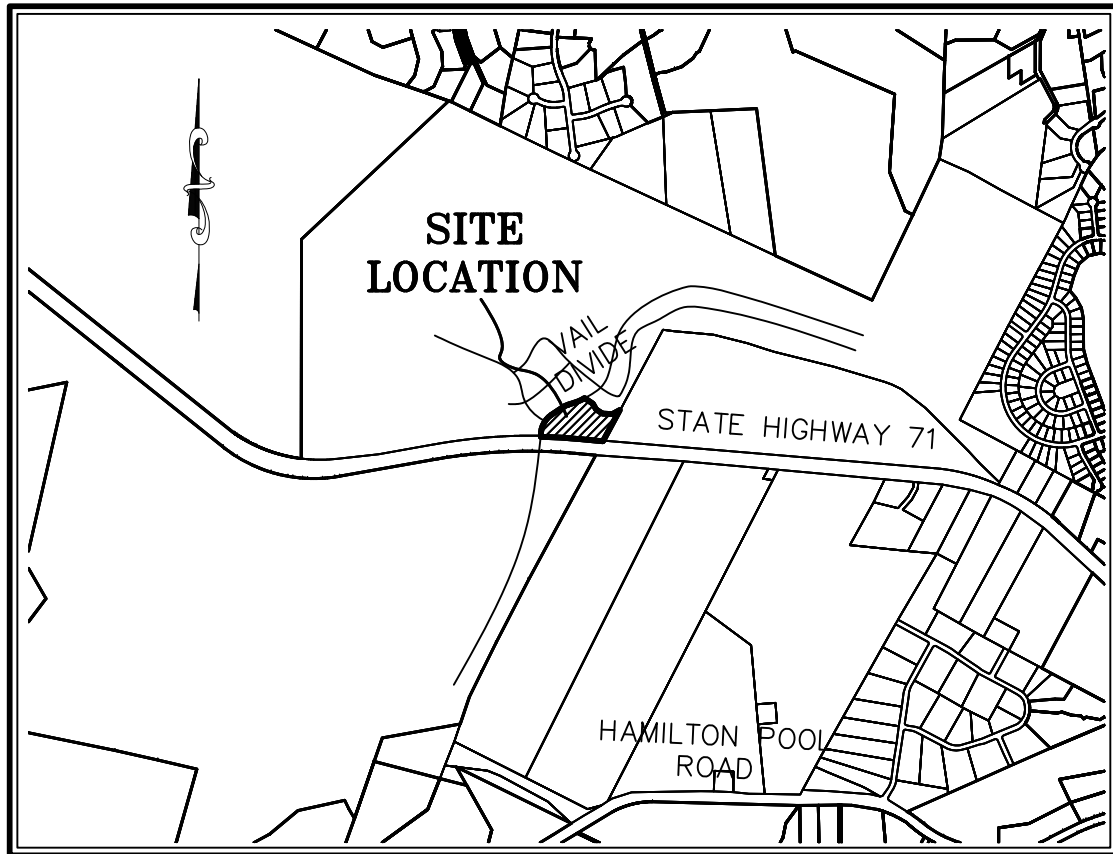 SITE
LOCATION
VAIL
DIVIDE
STATE HIGHWAY 71
HAMILTON POOL
ROAD